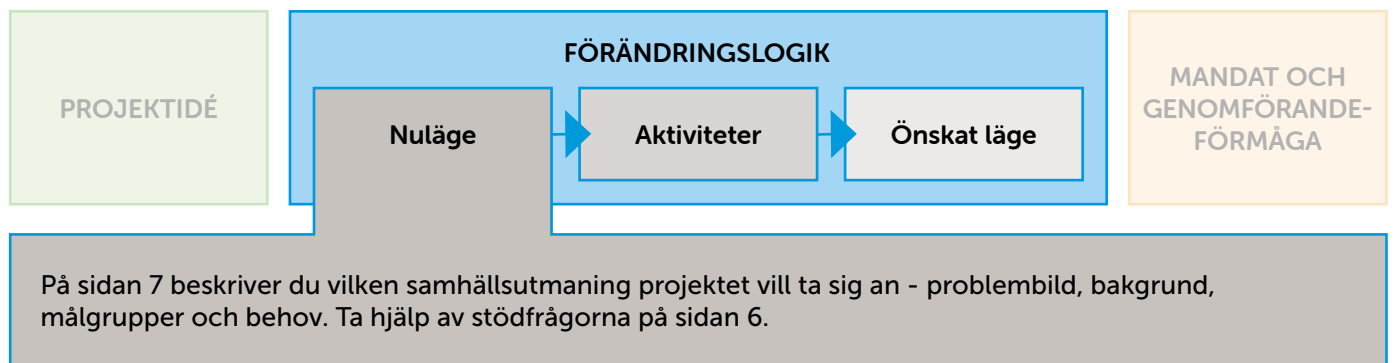 PROJEKTIDÉ
FÖRÄNDRINGSLOGIK
Nuläge
Aktiviteter
Önskat läge
MANDAT OCH
GENOMFÖRANDE-
FÖRMÅGA
På sidan 7 beskriver du vilken samhällsutmaning projektet vill ta sig an - problembild, bakgrund,
målgrupper och behov. Ta hjälp av stödfrågorna på sidan 6.